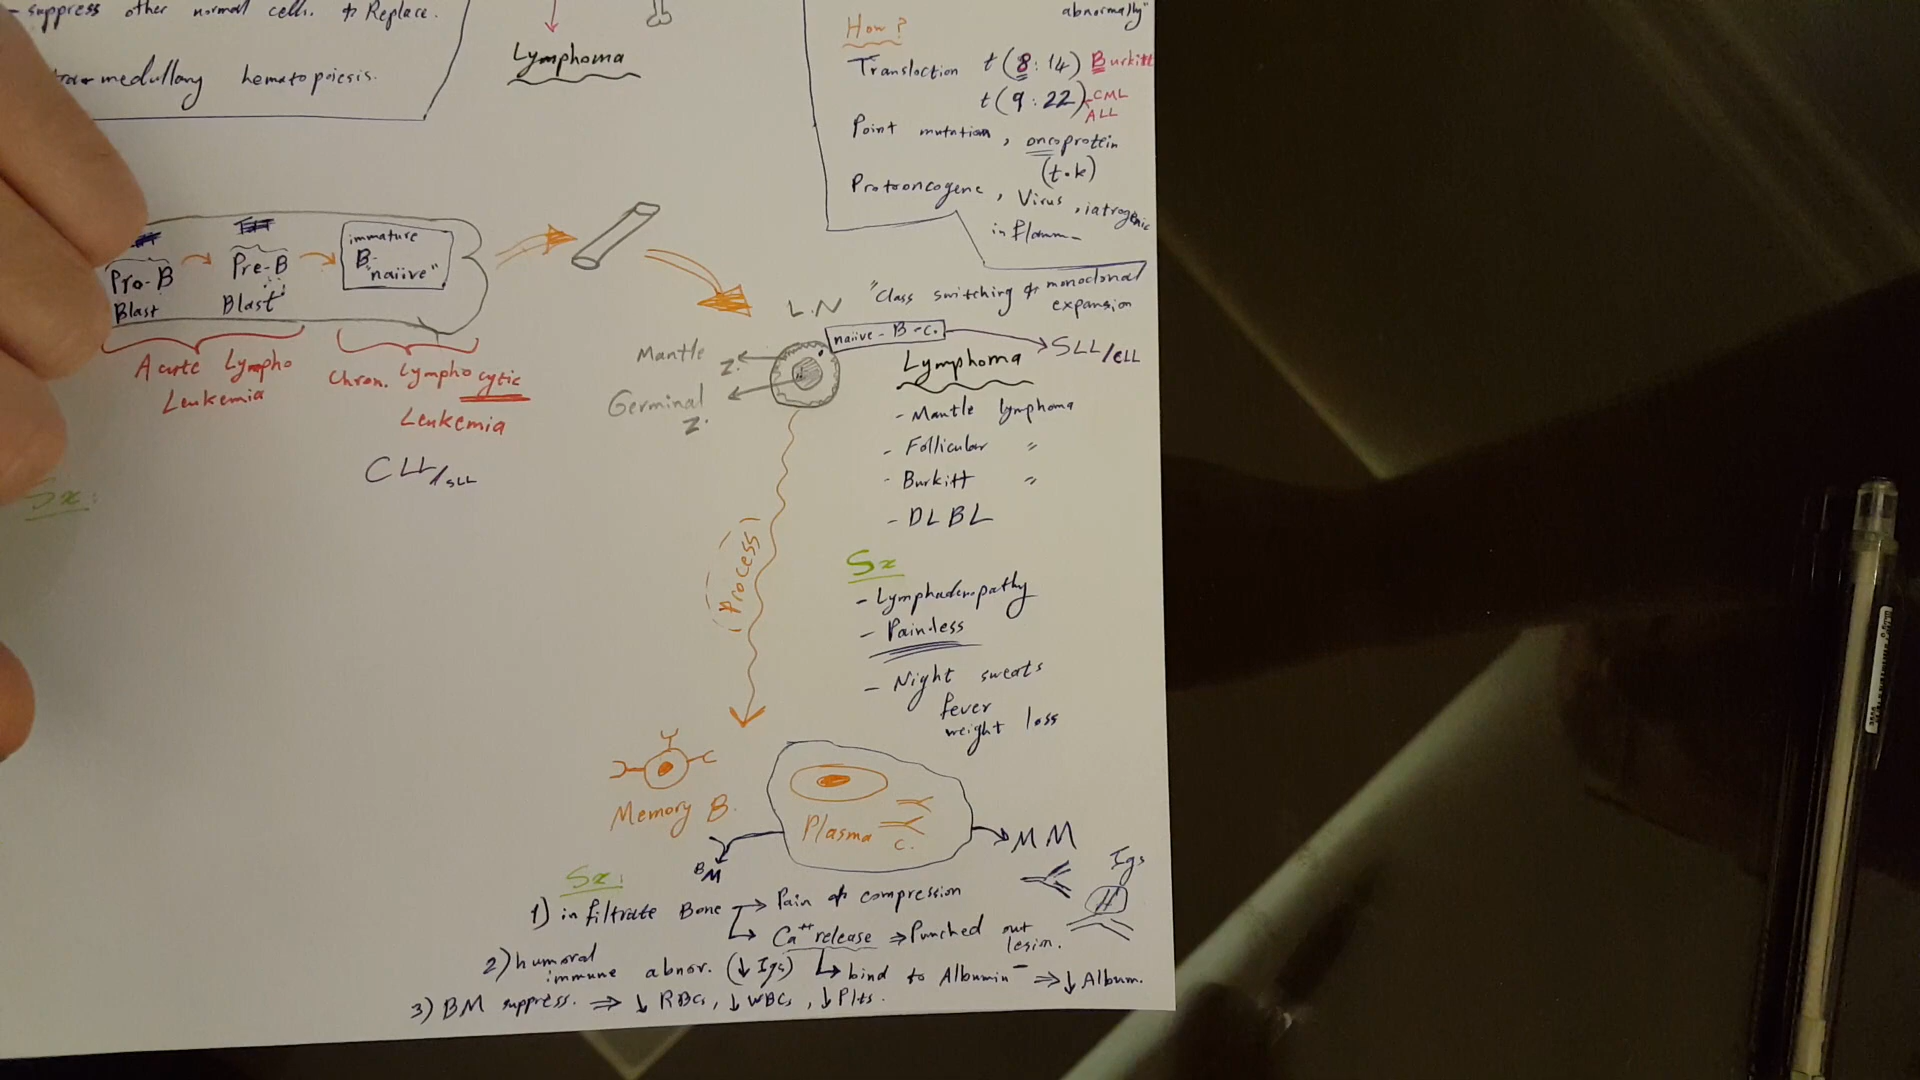 - suppress other normal cells. & Replace.
medullary hematopoiesis.
Lymphoma
abnormally"
How?
Transloction t(8:14) Burkitt
t(9:22) CML
ALL
Point mutation, oncoprotein
(t.k)
Protooncogene, Virus, iatrogenic
inflamm-
Pro-B
Blast
Pre-B
Blast
immature
B-
"naiive"
Acute Lympho
Leukemia
Chron. Lymphocytic
Leukemia
CLL/SLL
Sx:
L.N
"Class switching & monoclonal
expansion
naiive-B-c.
SLL/CLL
Mantle
Z.
Germinal
Z.
Lymphoma
- Mantle lymphoma
- Follicular "
- Burkitt "
- DLBL
Sx
- Lymphadenopathy
- Painless
- Night sweats
fever
weight loss
Process
Memory B.
Plasma
c.
BM
MM
Igs
H
Sx:
1) infiltrate Bone → Pain & compression
↳ Ca++ release ⇒ Punched out
lesion.
2) humoral
immune abnor. (↓ Igs) ↳ bind to Albumin⁻ ⇒ ↓ Album.
3) BM suppress. ⇒ ↓ RBCs, ↓ WBCs, ↓ Plts.